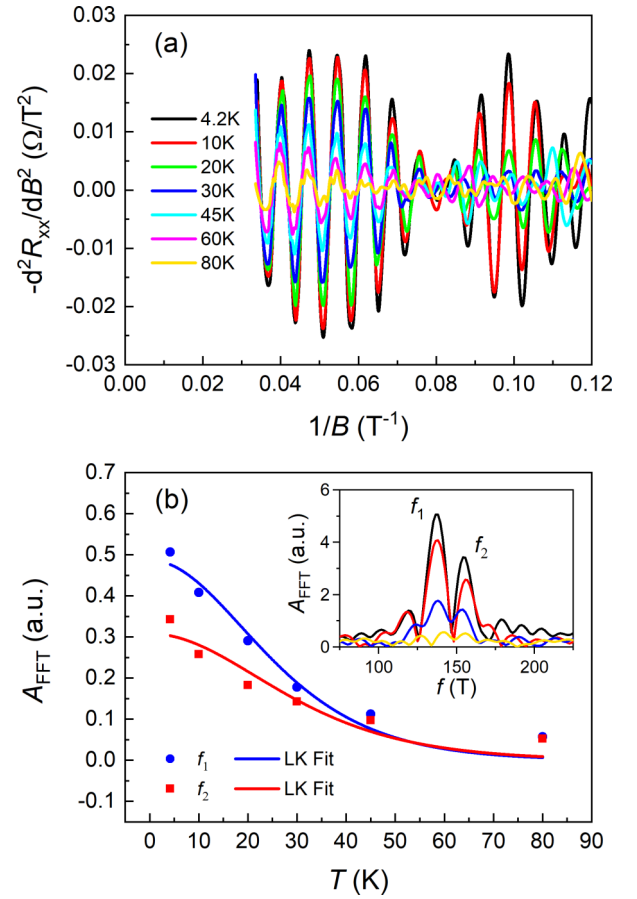 (a)
0.03
0.02
0.01
0.00
-0.01
-0.02
-0.03
-d²Rxx/dB² (Ω/T²)
4.2K
10K
20K
30K
45K
60K
80K
0.00 0.02 0.04 0.06 0.08 0.10 0.12
1/B (T⁻¹)
(b)
0.7
0.6
0.5
0.4
0.3
0.2
0.1
0.0
-0.1
A_FFT (a.u.)
6
4
2
0
A_FFT (a.u.)
f₁
f₂
100 150 200
f (T)
f₁ LK Fit
f₂ LK Fit
0 10 20 30 40 50 60 70 80 90
T (K)